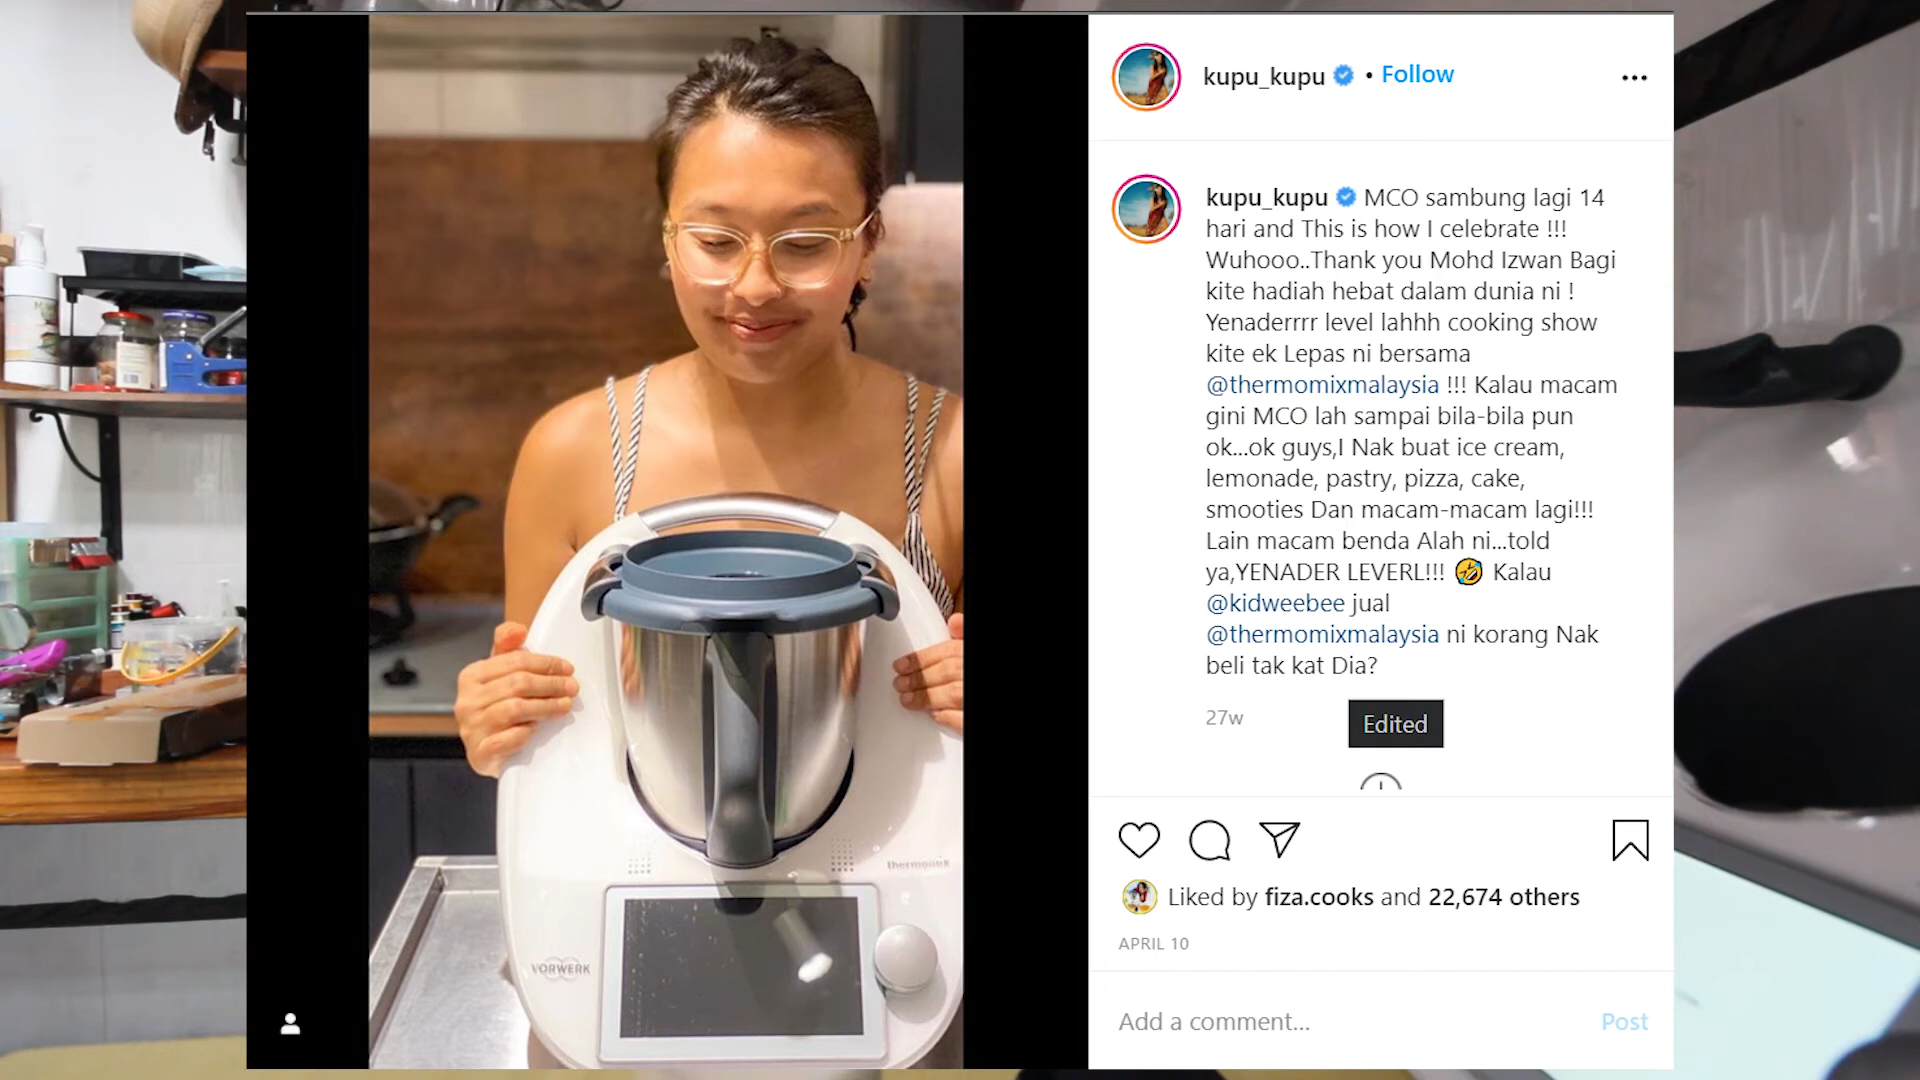 kupu_kupu • Follow
kupu_kupu MCO sambung lagi 14
hari and This is how I celebrate !!!
Wuhooo..Thank you Mohd Izwan Bagi
kite hadiah hebat dalam dunia ni !
Yenaderrrr level lahhh cooking show
kite ek Lepas ni bersama
@thermomixmalaysia !!! Kalau macam
gini MCO lah sampai bila-bila pun
ok...ok guys,I Nak buat ice cream,
lemonade, pastry, pizza, cake,
smooties Dan macam-macam lagi!!!
Lain macam benda Alah ni...told
ya,YENADER LEVERL!!! 🤣 Kalau
@kidweebee jual
@thermomixmalaysia ni korang Nak
beli tak kat Dia?
27w
Edited
Liked by fiza.cooks and 22,674 others
APRIL 10
Add a comment... Post
thermomix
VORWERK